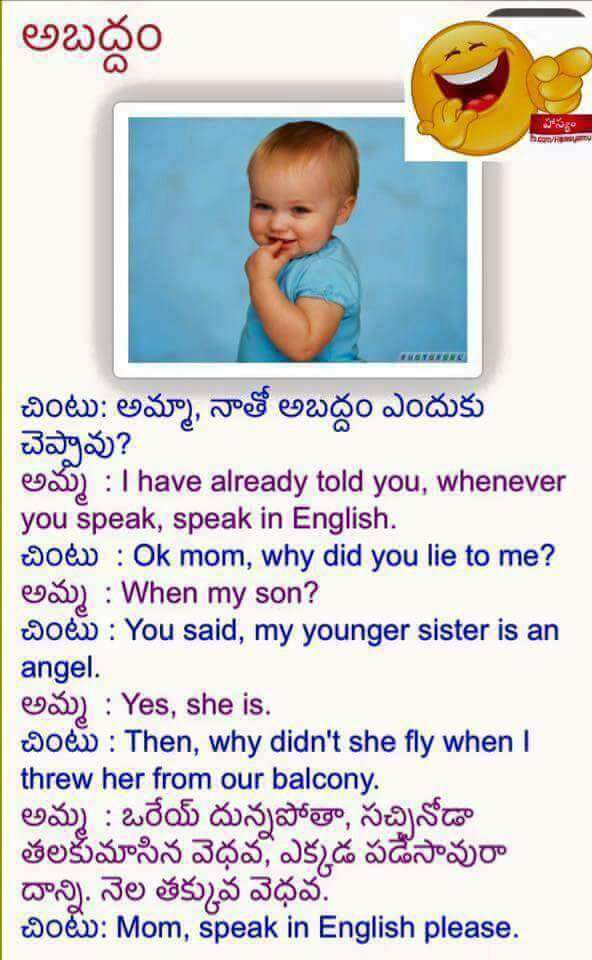 అబద్దం
హాస్యం
PHOTOFUNL
చింటు: అమ్మా, నాతో అబద్దం ఎందుకు
చెప్పావు?
అమ్మ : I have already told you, whenever
you speak, speak in English.
చింటు : Ok mom, why did you lie to me?
అమ్మ : When my son?
చింటు : You said, my younger sister is an
angel.
అమ్మ : Yes, she is.
చింటు : Then, why didn't she fly when I
threw her from our balcony.
అమ్మ : ఒరేయ్ దున్నపోతా, సచ్చినోడా
తలకుమాసిన వెధవ, ఎక్కడ పడేసావురా
దాన్ని. నెల తక్కువ వెధవ.
చింటు: Mom, speak in English please.